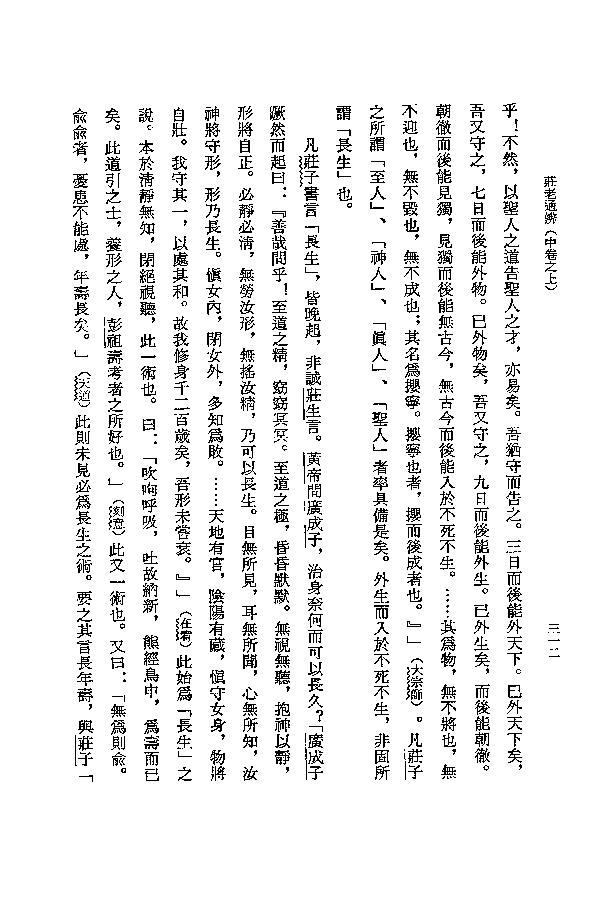 莊老通辨（中卷之上）
三一二
乎！不然，以聖人之道告聖人之才，亦易矣。吾猶守而告之。三日而後能外天下。已外天下矣，
吾又守之，七日而後能外物。已外物矣，吾又守之，九日而後能外生。已外生矣，而後能朝徹。
朝徹而後能見獨，見獨而後能無古今，無古今而後能入於不死不生。……其爲物，無不將也，無
不迎也，無不毀也，無不成也；其名爲攖寧。攖寧也者，攖而後成者也。』」（大宗師）。凡莊子
之所謂「至人」、「神人」、「眞人」、「聖人」者率具備是矣。外生而入於不死不生，非固所
謂「長生」也。
凡莊子書言「長生」，皆晚起，非誠莊生言。黃帝問廣成子，治身奈何而可以長久？「廣成子
蹶然而起曰：『善哉問乎！至道之精，窈窈冥冥。至道之極，昏昏默默。無視無聽，抱神以靜，
形將自正。必靜必清，無勞汝形，無搖汝精，乃可以長生。目無所見，耳無所聞，心無所知，汝
神將守形，形乃長生。愼女內，閉女外，多知爲敗。……天地有官，陰陽有藏，愼守女身，物將
自壯。我守其一，以處其和。故我修身千二百歲矣，吾形未嘗衰。』」（在宥）此始爲「長生」之
說。本於清靜無知，閉絕視聽，此一術也。曰：「吹呴呼吸，吐故納新，熊經鳥申，爲壽而已
矣。此道引之士，養形之人，彭祖壽考者之所好也。」（刻意）此又一術也。又曰：「無爲則俞。
俞俞者，憂患不能處，年壽長矣。」（天道）此則未見必爲長生之術。要之其言長年壽，與莊子「